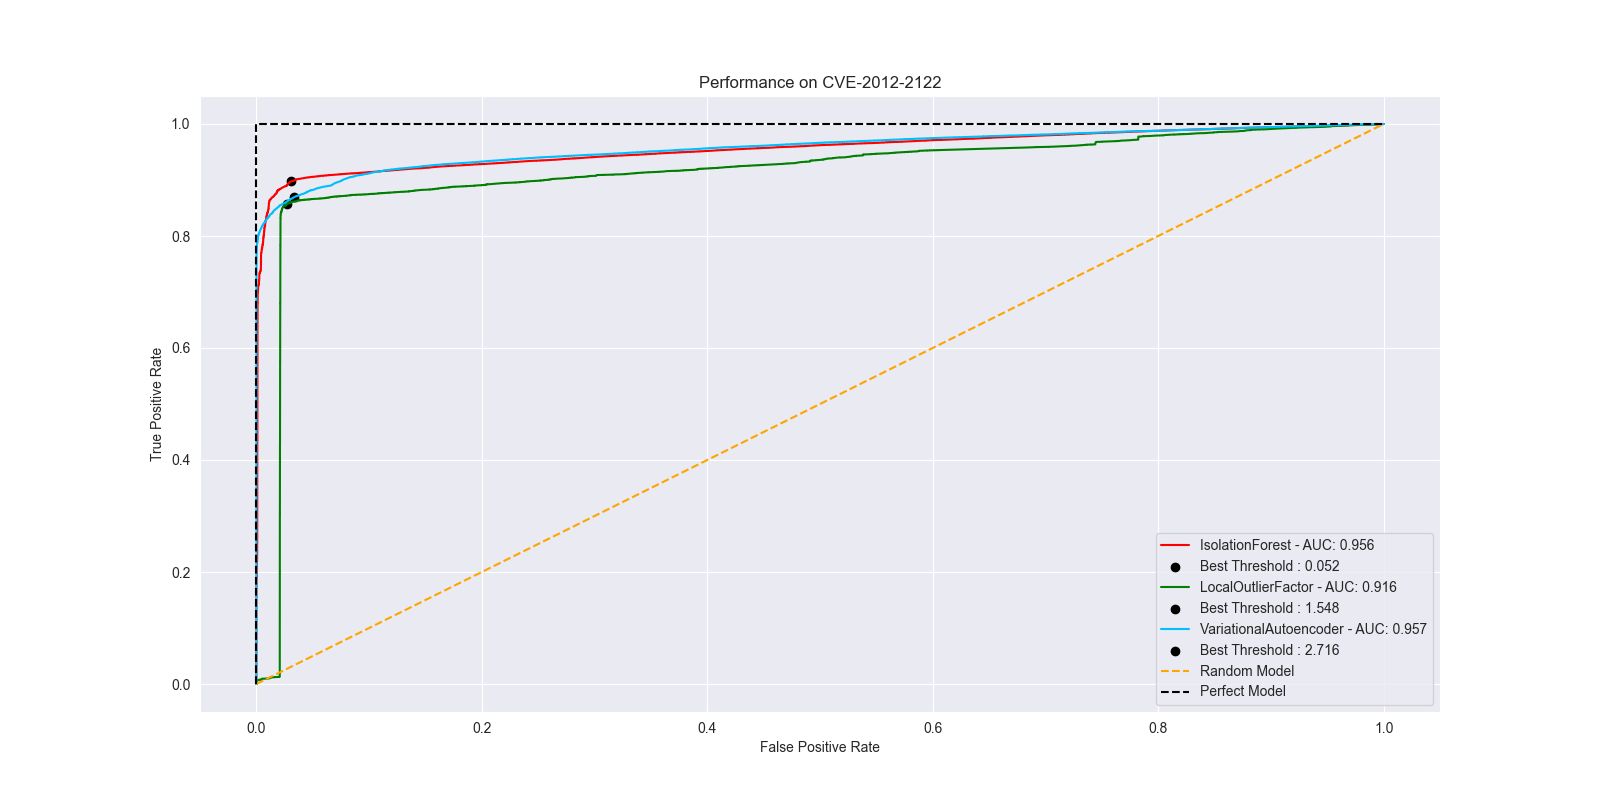 Performance on CVE-2012-2122
1.0
0.8
0.6
0.4
0.2
0.0
True Positive Rate
IsolationForest - AUC: 0.956
Best Threshold : 0.052
LocalOutlierFactor - AUC: 0.916
Best Threshold : 1.548
VariationalAutoencoder - AUC: 0.957
Best Threshold : 2.716
Random Model
Perfect Model
0.0 0.2 0.4 0.6 0.8 1.0
False Positive Rate